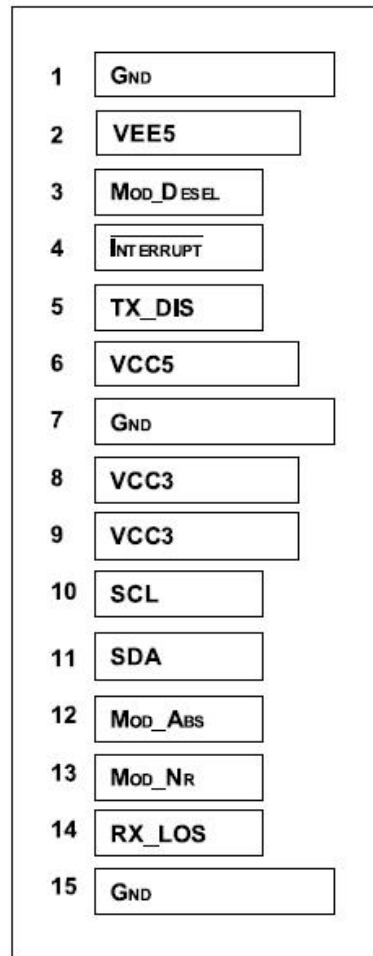 1 GND
2 VEE5
3 MOD_DESEL
4 INTERRUPT
5 TX_DIS
6 VCC5
7 GND
8 VCC3
9 VCC3
10 SCL
11 SDA
12 MOD_ABS
13 MOD_NR
14 RX_LOS
15 GND